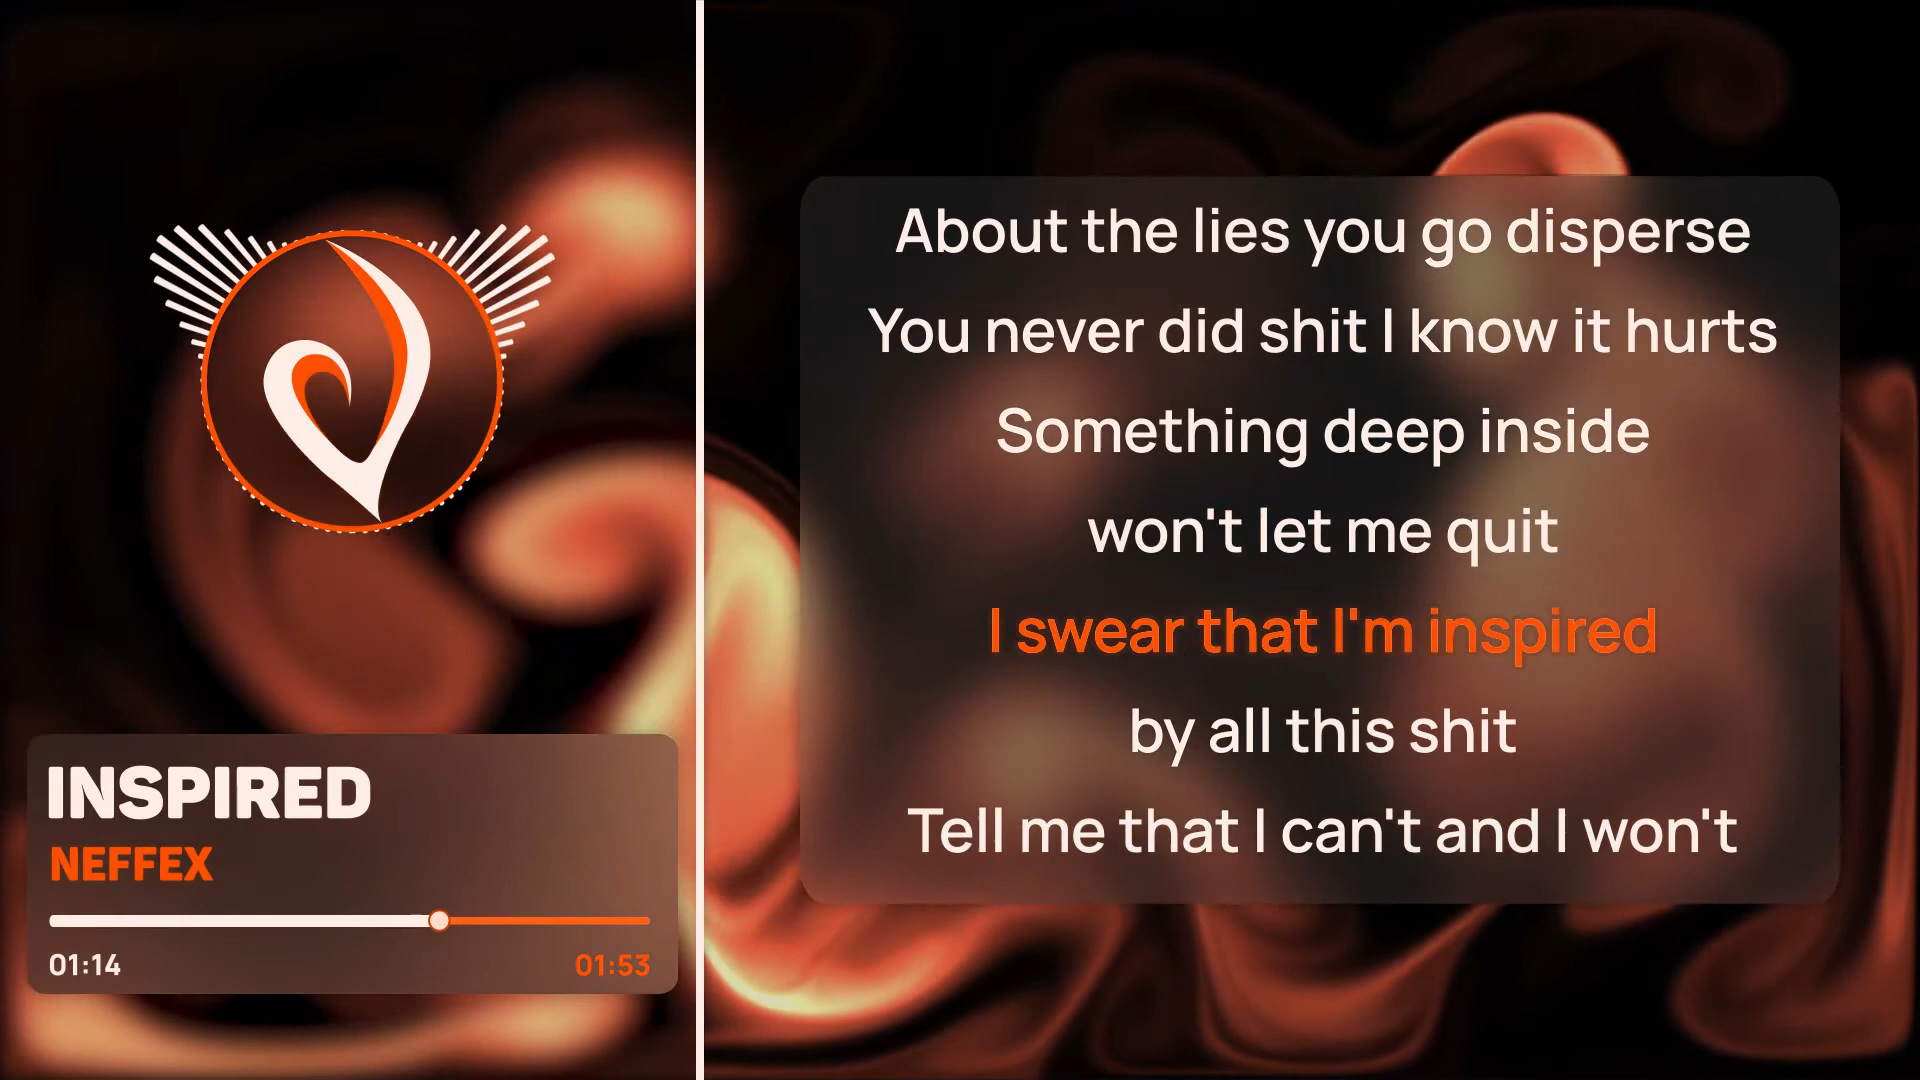 INSPIRED
NEFFEX
01:14
01:53
About the lies you go disperse
You never did shit I know it hurts
Something deep inside
won't let me quit
I swear that I'm inspired
by all this shit
Tell me that I can't and I won't